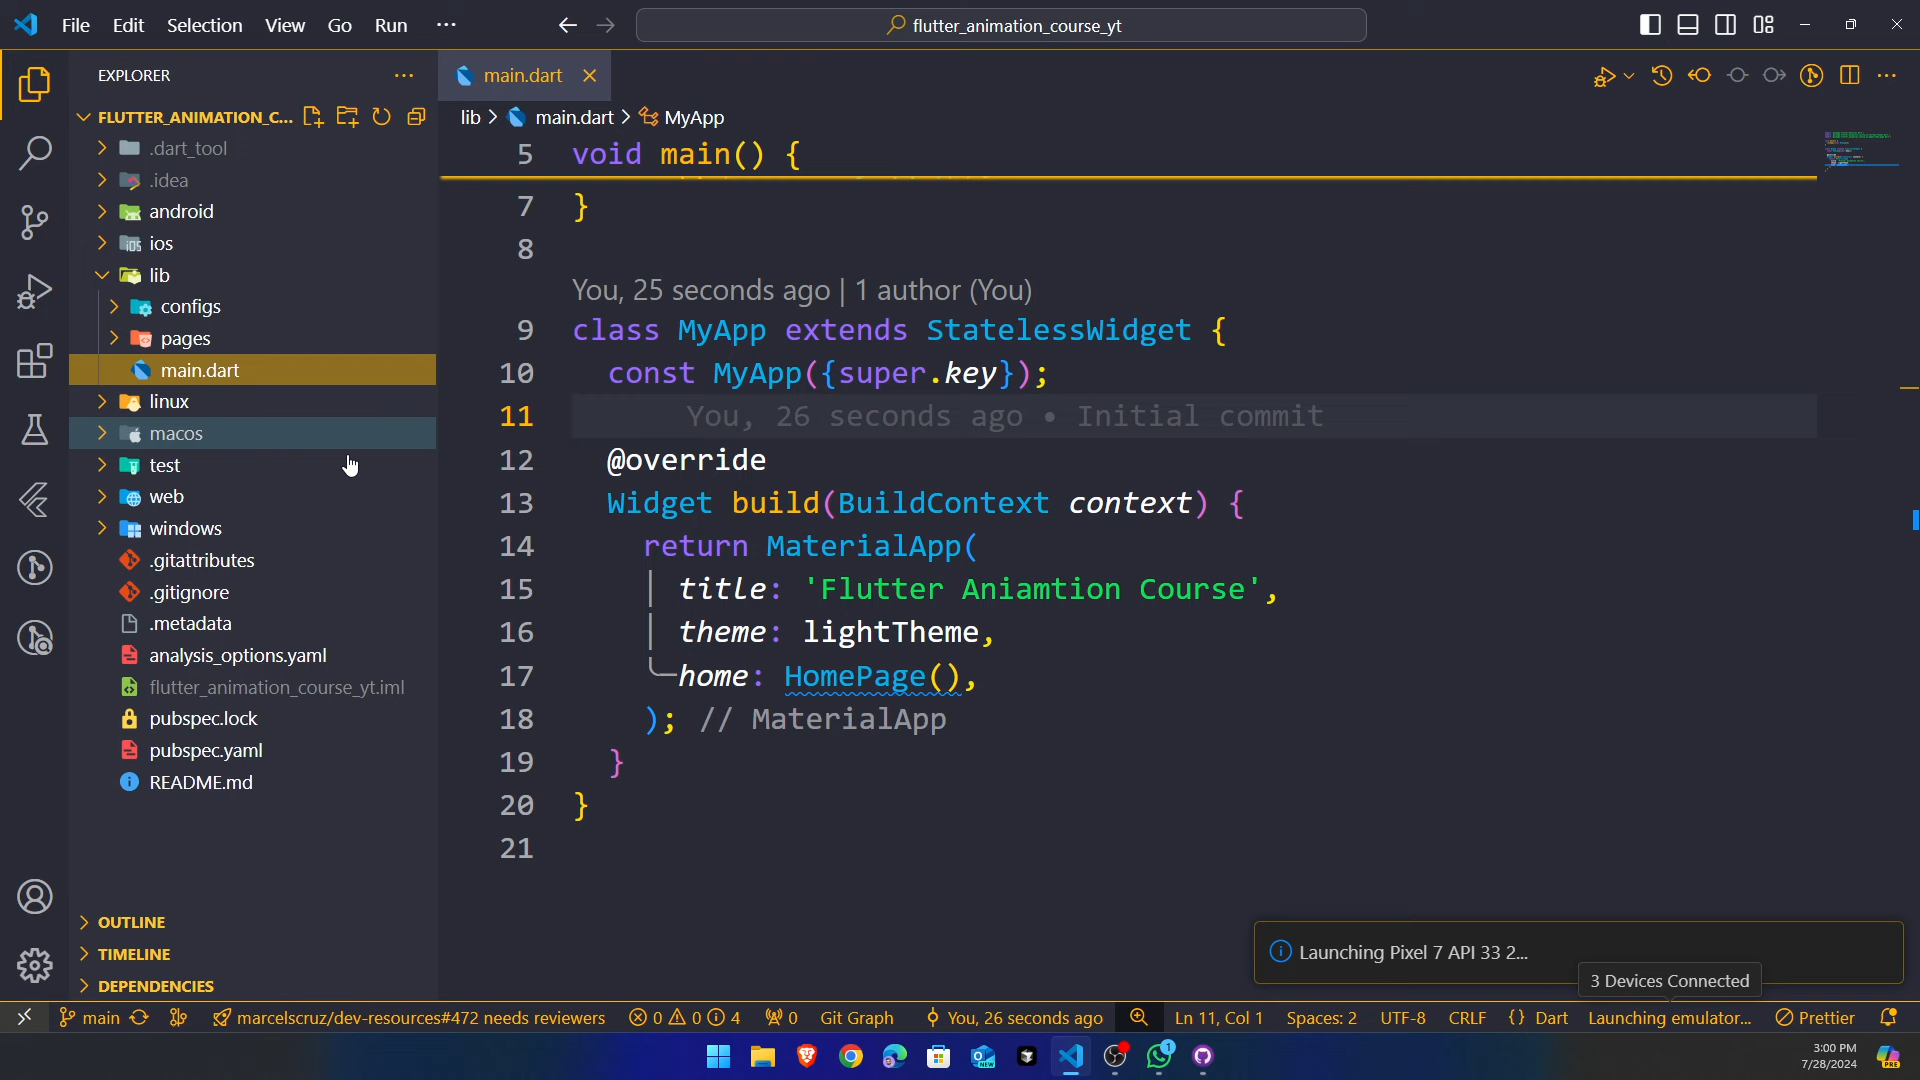 File Edit Selection View Go Run ···
flutter_animation_course_yt
EXPLORER
FLUTTER_ANIMATION_C...
.dart_tool
.idea
android
ios
lib
configs
pages
main.dart
linux
macos
test
web
windows
.gitattributes
.gitignore
.metadata
analysis_options.yaml
flutter_animation_course_yt.iml
pubspec.lock
pubspec.yaml
README.md
OUTLINE
TIMELINE
DEPENDENCIES
main.dart
lib > main.dart > MyApp
5 void main() {
7 }
8
You, 25 seconds ago | 1 author (You)
9 class MyApp extends StatelessWidget {
10 const MyApp({super.key});
11 You, 26 seconds ago • Initial commit
12 @override
13 Widget build(BuildContext context) {
14 return MaterialApp(
15 title: 'Flutter Aniamtion Course',
16 theme: lightTheme,
17 home: HomePage(),
18 ); // MaterialApp
19 }
20 }
21
Launching Pixel 7 API 33 2...
3 Devices Connected
main marcelscruz/dev-resources#472 needs reviewers 0 0 4 0 Git Graph You, 26 seconds ago Ln 11, Col 1 Spaces: 2 UTF-8 CRLF {} Dart Launching emulator... Prettier
NEW
1
3:00 PM
7/28/2024
PRE